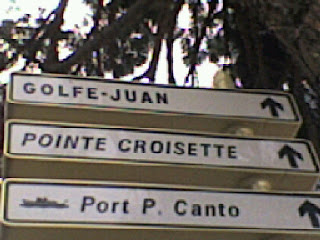 GOLFE-JUAN
POINTE CROISETTE
Port P. Canto